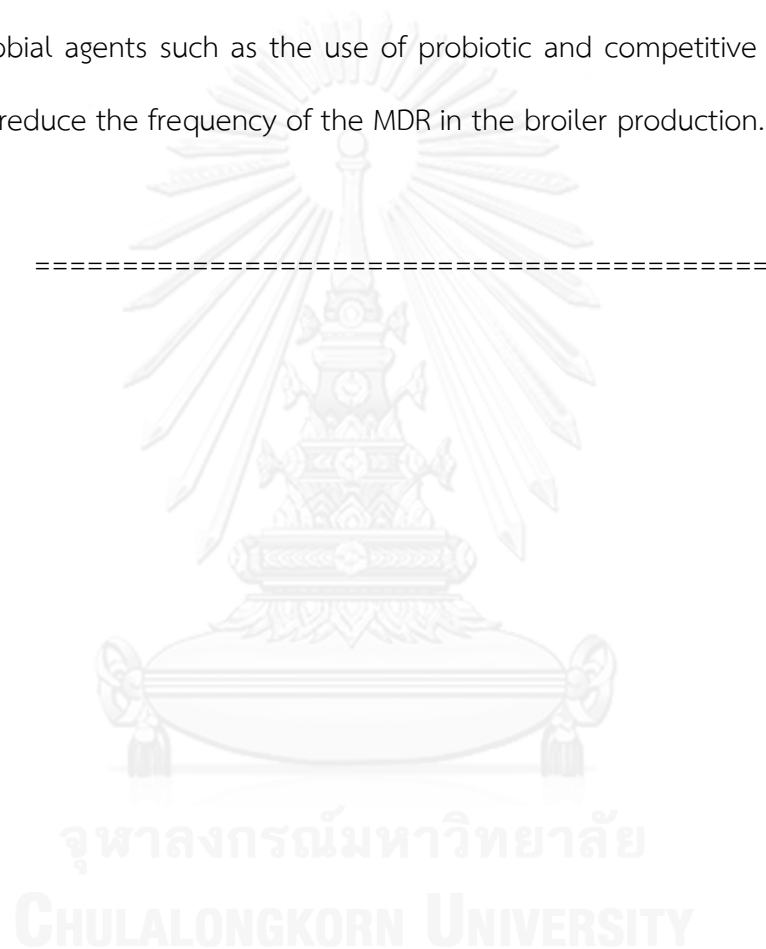 obial agents such as the use of probiotic and competitive
reduce the frequency of the MDR in the broiler production.
=========================================
จุฬาลงกรณ์มหาวิทยาลัย
CHULALONGKORN UNIVERSITY